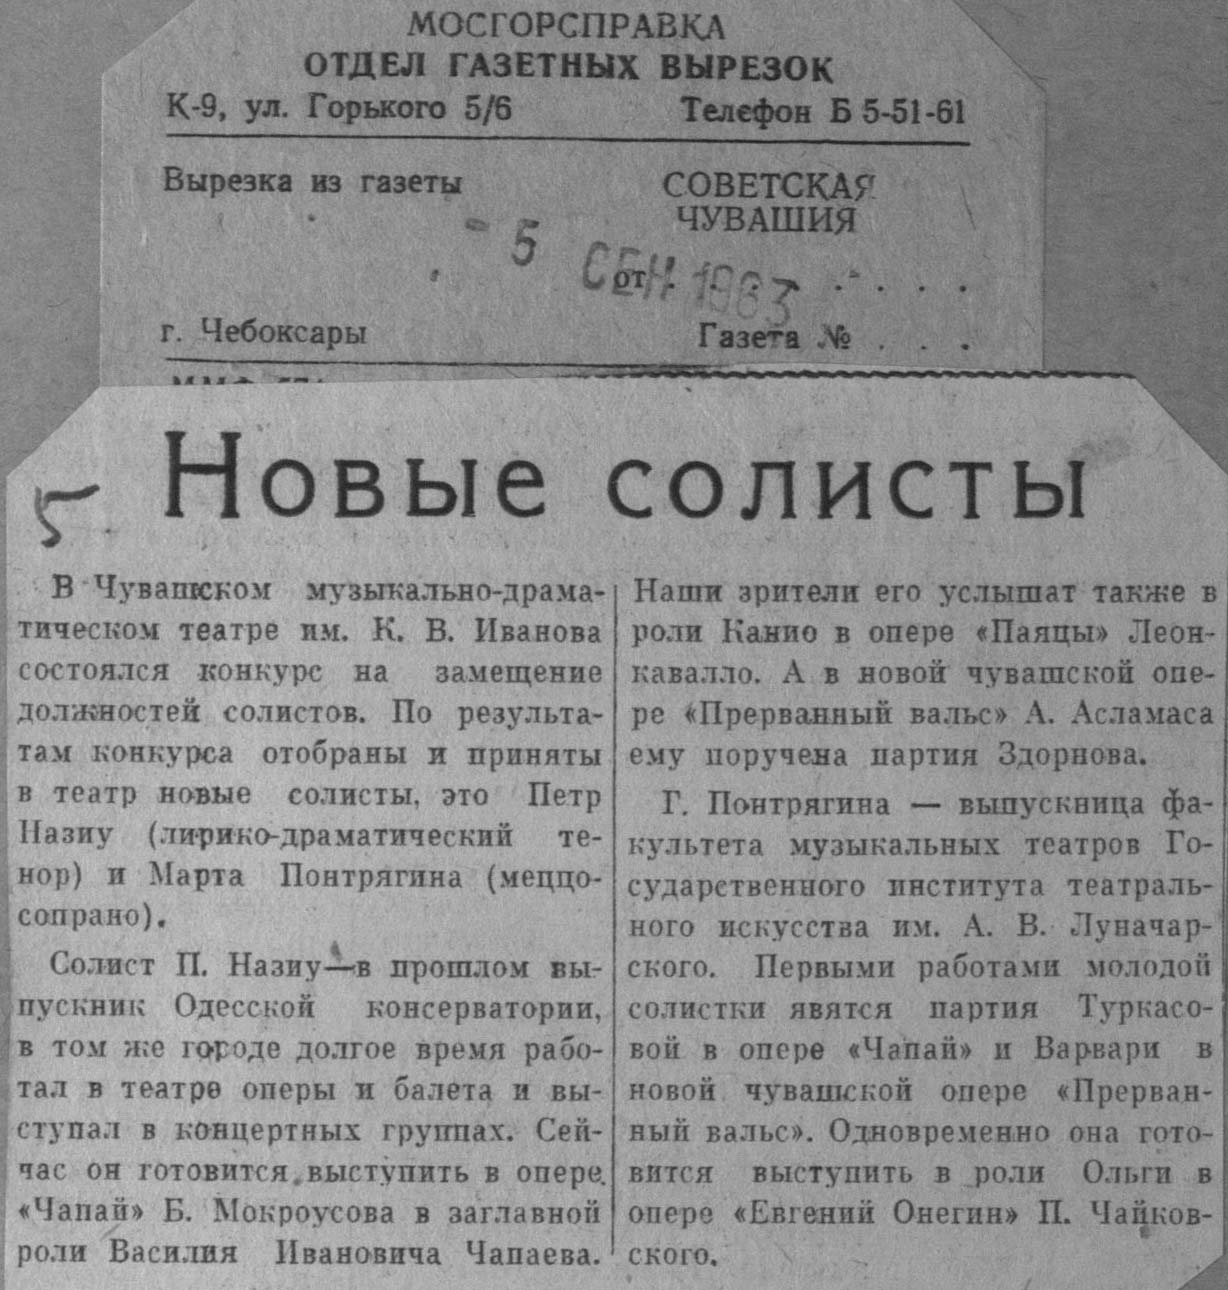 МОСГОРСПРАВКА
ОТДЕЛ ГАЗЕТНЫХ ВЫРЕЗОК
К-9, ул. Горького 5/6 Телефон Б 5-51-61
Вырезка из газеты СОВЕТСКАЯ
ЧУВАШИЯ
- 5 СЕН 1963
от . . . . . . . .
г. Чебоксары Газета № . . .
5
Новые солисты
В Чувашском музыкально-драма-
тическом театре им. К. В. Иванова
состоялся конкурс на замещение
должностей солистов. По результа-
там конкурса отобраны и приняты
в театр новые солисты, это Петр
Назиу (лирико-драматический те-
нор) и Марта Понтрягина (меццо-
сопрано).
Солист П. Назиу—в прошлом вы-
пускник Одесской консерватории,
в том же городе долгое время рабо-
тал в театре оперы и балета и вы-
ступал в концертных группах. Сей-
час он готовится выступить в опере
«Чапай» Б. Мокроусова в заглавной
роли Василия Ивановича Чапаева.
Наши зрители его услышат также в
роли Канио в опере «Паяцы» Леон-
кавалло. А в новой чувашской опе-
ре «Прерванный вальс» А. Асламаса
ему поручена партия Здорнова.
Г. Понтрягина — выпускница фа-
культета музыкальных театров Го-
сударственного института театраль-
ного искусства им. А. В. Луначар-
ского. Первыми работами молодой
солистки явятся партия Туркасо-
вой в опере «Чапай» и Варвари в
новой чувашской опере «Прерван-
ный вальс». Одновременно она гото-
вится выступить в роли Ольги в
опере «Евгений Онегин» П. Чайков-
ского.